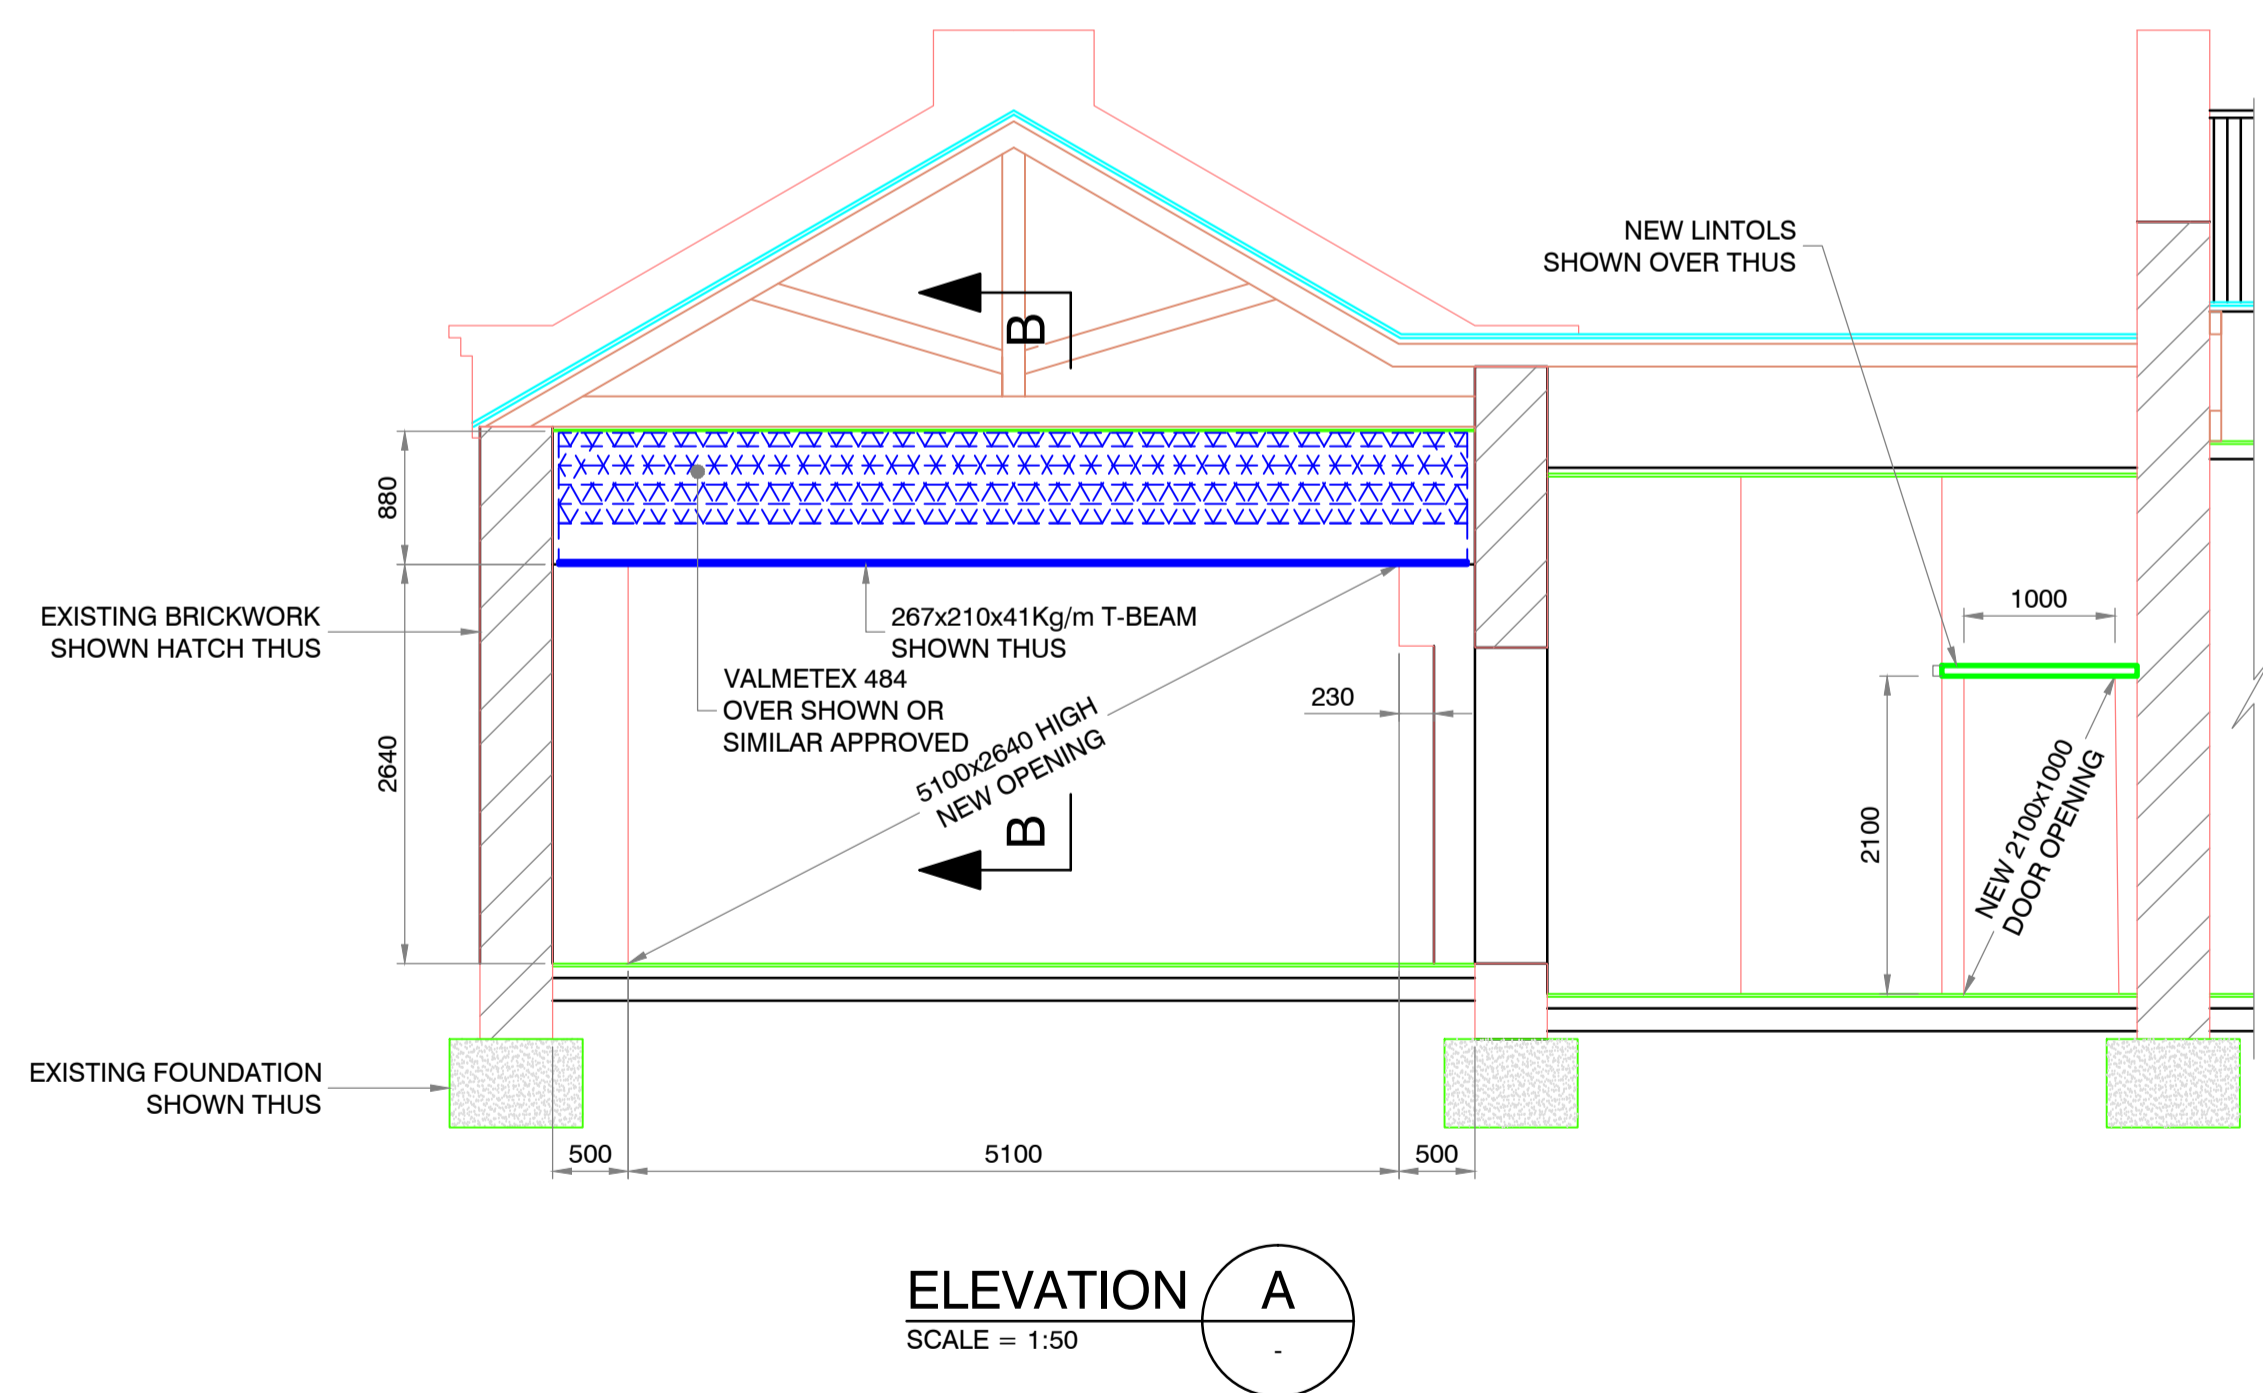 NEW LINTOLS
SHOWN OVER THUS
B
880
EXISTING BRICKWORK
SHOWN HATCH THUS
267x210x41Kg/m T-BEAM
SHOWN THUS
VALMETEX 484
OVER SHOWN OR
SIMILAR APPROVED
230
1000
2640
5100x2640 HIGH
NEW OPENING
B
2100
NEW 2100x1000
DOOR OPENING
EXISTING FOUNDATION
SHOWN THUS
500
5100
500
ELEVATION
A
SCALE = 1:50
-